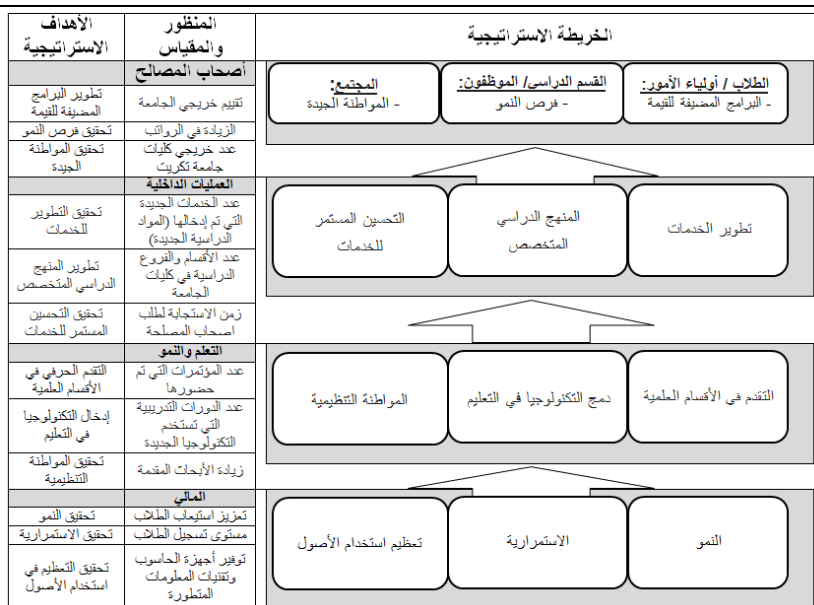 الخريطة الاستراتيجية
المنظور
والمقياس
الأهداف
الاستراتيجية
الطلاب / أولياء الأمور:
- البرامج المضيفة للقيمة
القسم الدراسي/ الموظفون:
- فرص النمو
المجتمع:
- المواطنة الجيدة
أصحاب المصالح
تقييم خريجي الجامعة
تطوير البرامج
المضيفة للقيمة
الزيادة في الرواتب
تحقيق فرص النمو
عدد خريجي كليات
جامعة تكريت
تحقيق المواطنة
الجيدة
تطوير الخدمات
المنهج الدراسي
المتخصص
التحسين المستمر
للخدمات
العمليات الداخلية
عدد الخدمات الجديدة
التي تم إدخالها (المواد
الدراسية الجديدة)
تحقيق التطوير
للخدمات
عدد الأقسام والفروع
الدراسية في كليات
الجامعة
تطوير المنهج
الدراسي المتخصص
زمن الاستجابة لطلب
اصحاب المصلحة
تحقيق التحسين
المستمر للخدمات
التقدم في الأقسام العلمية
دمج التكنولوجيا في التعليم
المواطنة التنظيمية
التعلم والنمو
عدد المؤتمرات التي تم
حضورها
التقدم الحرفي في
الأقسام العلمية
عدد الدورات التدريبية
التي تستخدم
التكنولوجيا الجديدة
إدخال التكنولوجيا
في التعليم
زيادة الأبحاث المقدمة
تحقيق المواطنة
التنظيمية
النمو
الاستمرارية
تعظيم استخدام الأصول
المالي
تعزيز استيعاب الطلاب
تحقيق النمو
مستوى تسجيل الطلاب
تحقيق الاستمرارية
توفير أجهزة الحاسوب
وتقنيات المعلومات
المتطورة
تحقيق التعظيم في
استخدام الأصول